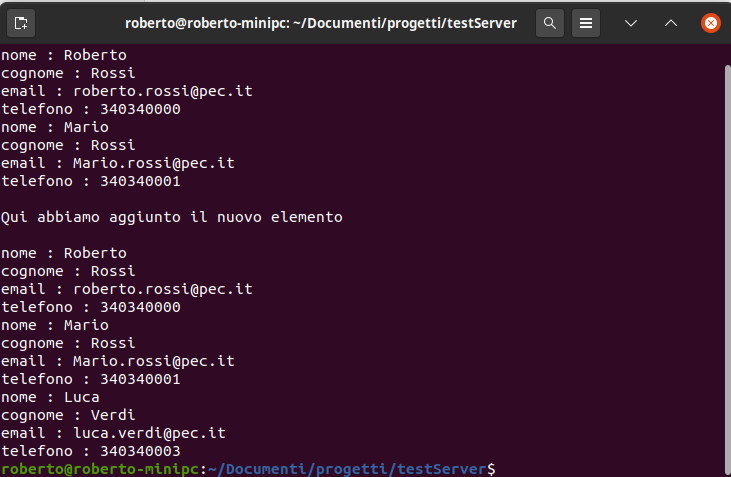 roberto@roberto-minipc: ~/Documenti/progetti/testServer
nome : Roberto
cognome : Rossi
email : roberto.rossi@pec.it
telefono : 340340000
nome : Mario
cognome : Rossi
email : Mario.rossi@pec.it
telefono : 340340001
Qui abbiamo aggiunto il nuovo elemento
nome : Roberto
cognome : Rossi
email : roberto.rossi@pec.it
telefono : 340340000
nome : Mario
cognome : Rossi
email : Mario.rossi@pec.it
telefono : 340340001
nome : Luca
cognome : Verdi
email : luca.verdi@pec.it
telefono : 340340003
roberto@roberto-minipc:~/Documenti/progetti/testServer$